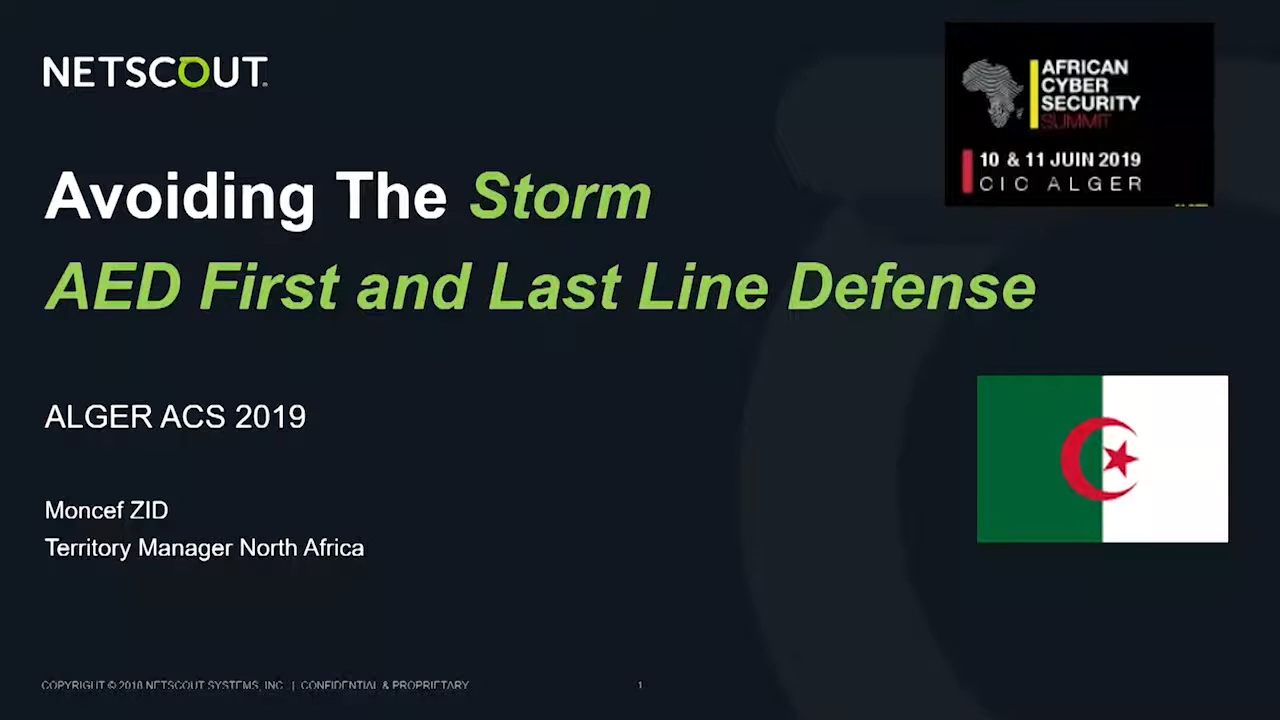 NETSCOUT.
AFRICAN
CYBER
SECURITY
SUMMIT
10 & 11 JUIN 2019
CIC ALGER
Avoiding The Storm
AED First and Last Line Defense
ALGER ACS 2019
Moncef ZID
Territory Manager North Africa
COPYRIGHT © 2018 NETSCOUT SYSTEMS, INC. | CONFIDENTIAL & PROPRIETARY
1